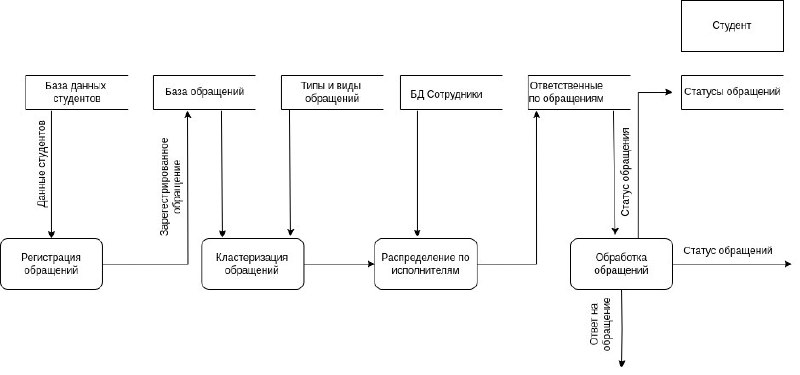 Студент
База данных
студентов
База обращений
Типы и виды
обращений
БД Сотрудники
Ответственные
по обращениям
Статусы обращений
Данные студентов
Зарегестрированное
обращение
Статус обращения
Регистрация
обращений
Кластеризация
обращений
Распределение по
исполнителям
Обработка
обращений
Статус обращений
Ответ на
обращение